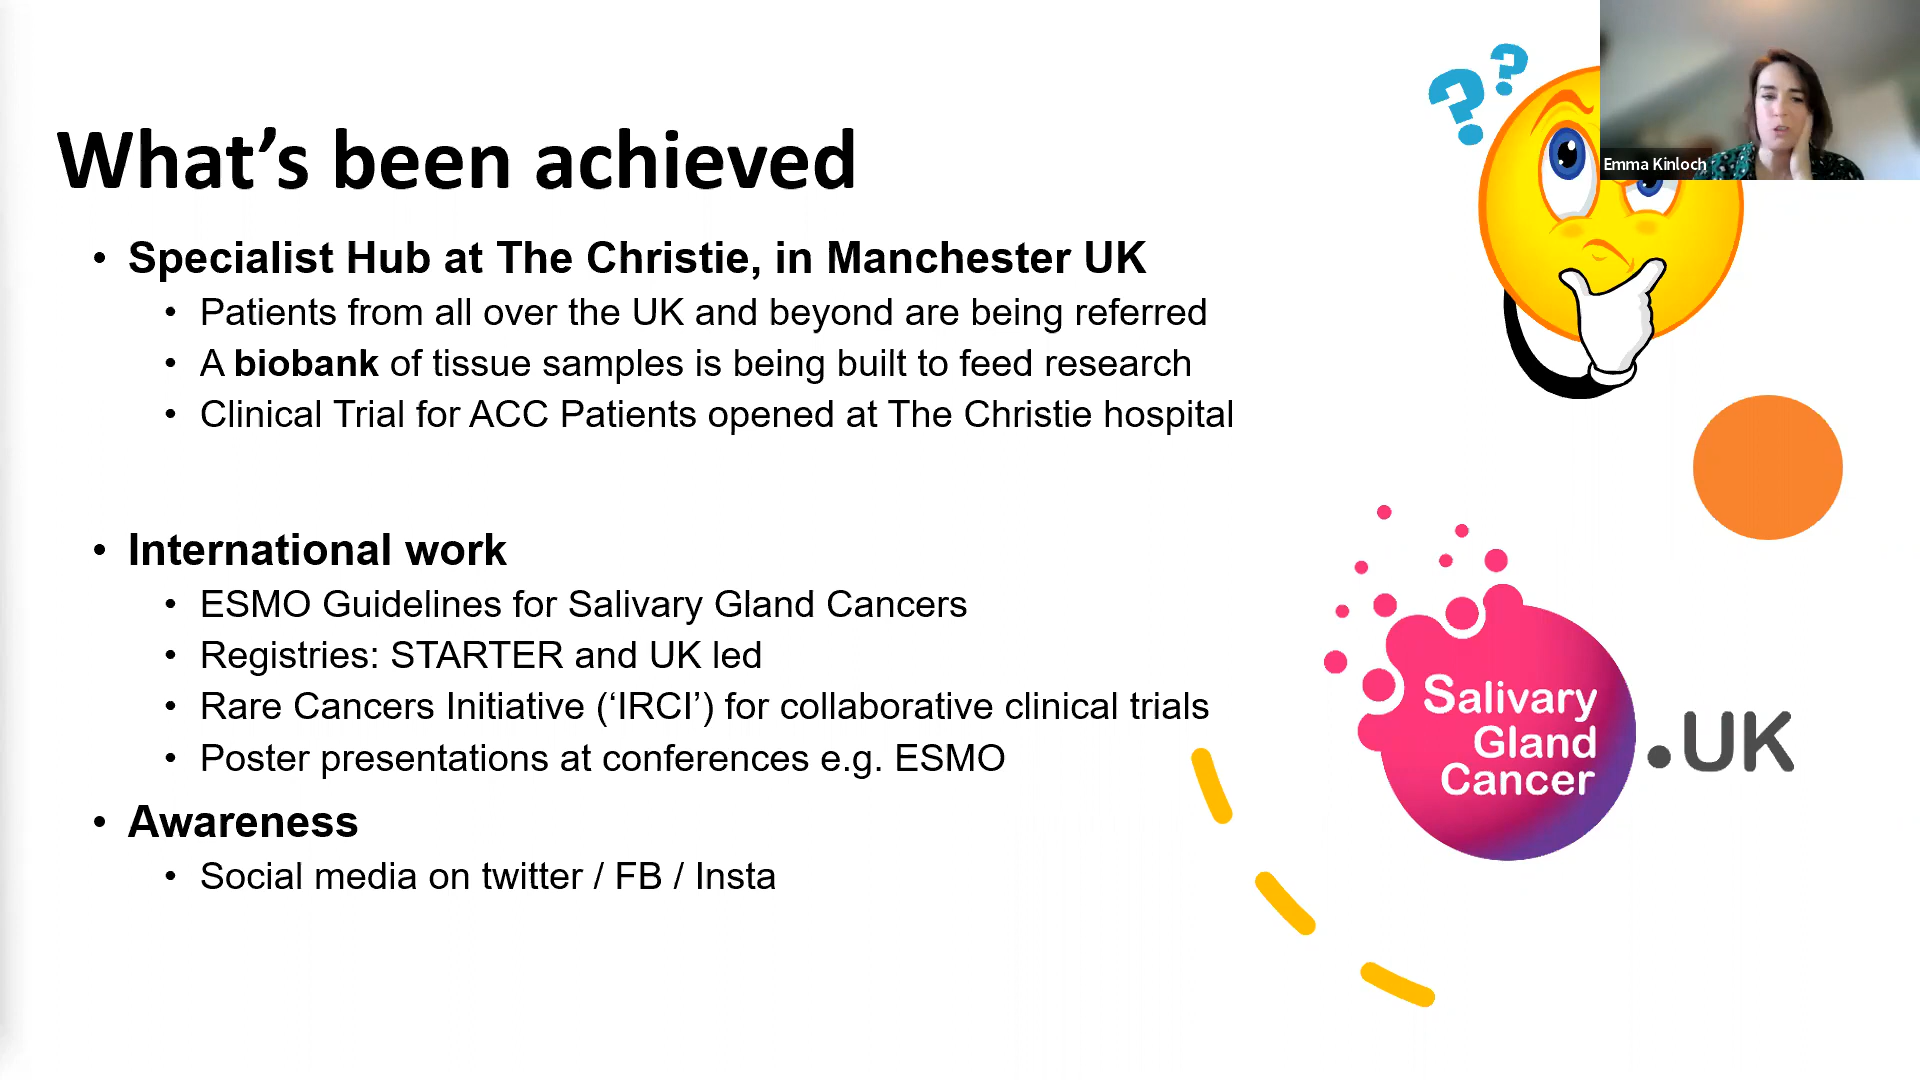 What’s been achieved
• Specialist Hub at The Christie, in Manchester UK
• Patients from all over the UK and beyond are being referred
• A biobank of tissue samples is being built to feed research
• Clinical Trial for ACC Patients opened at The Christie hospital
• International work
• ESMO Guidelines for Salivary Gland Cancers
• Registries: STARTER and UK led
• Rare Cancers Initiative (‘IRCI’) for collaborative clinical trials
• Poster presentations at conferences e.g. ESMO
• Awareness
• Social media on twitter / FB / Insta
??
Emma Kinloch
Salivary
Gland
Cancer
.UK